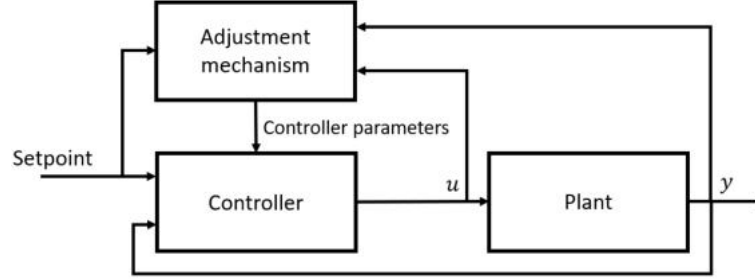 Adjustment
mechanism
Controller parameters
Setpoint
Controller
u
Plant
y